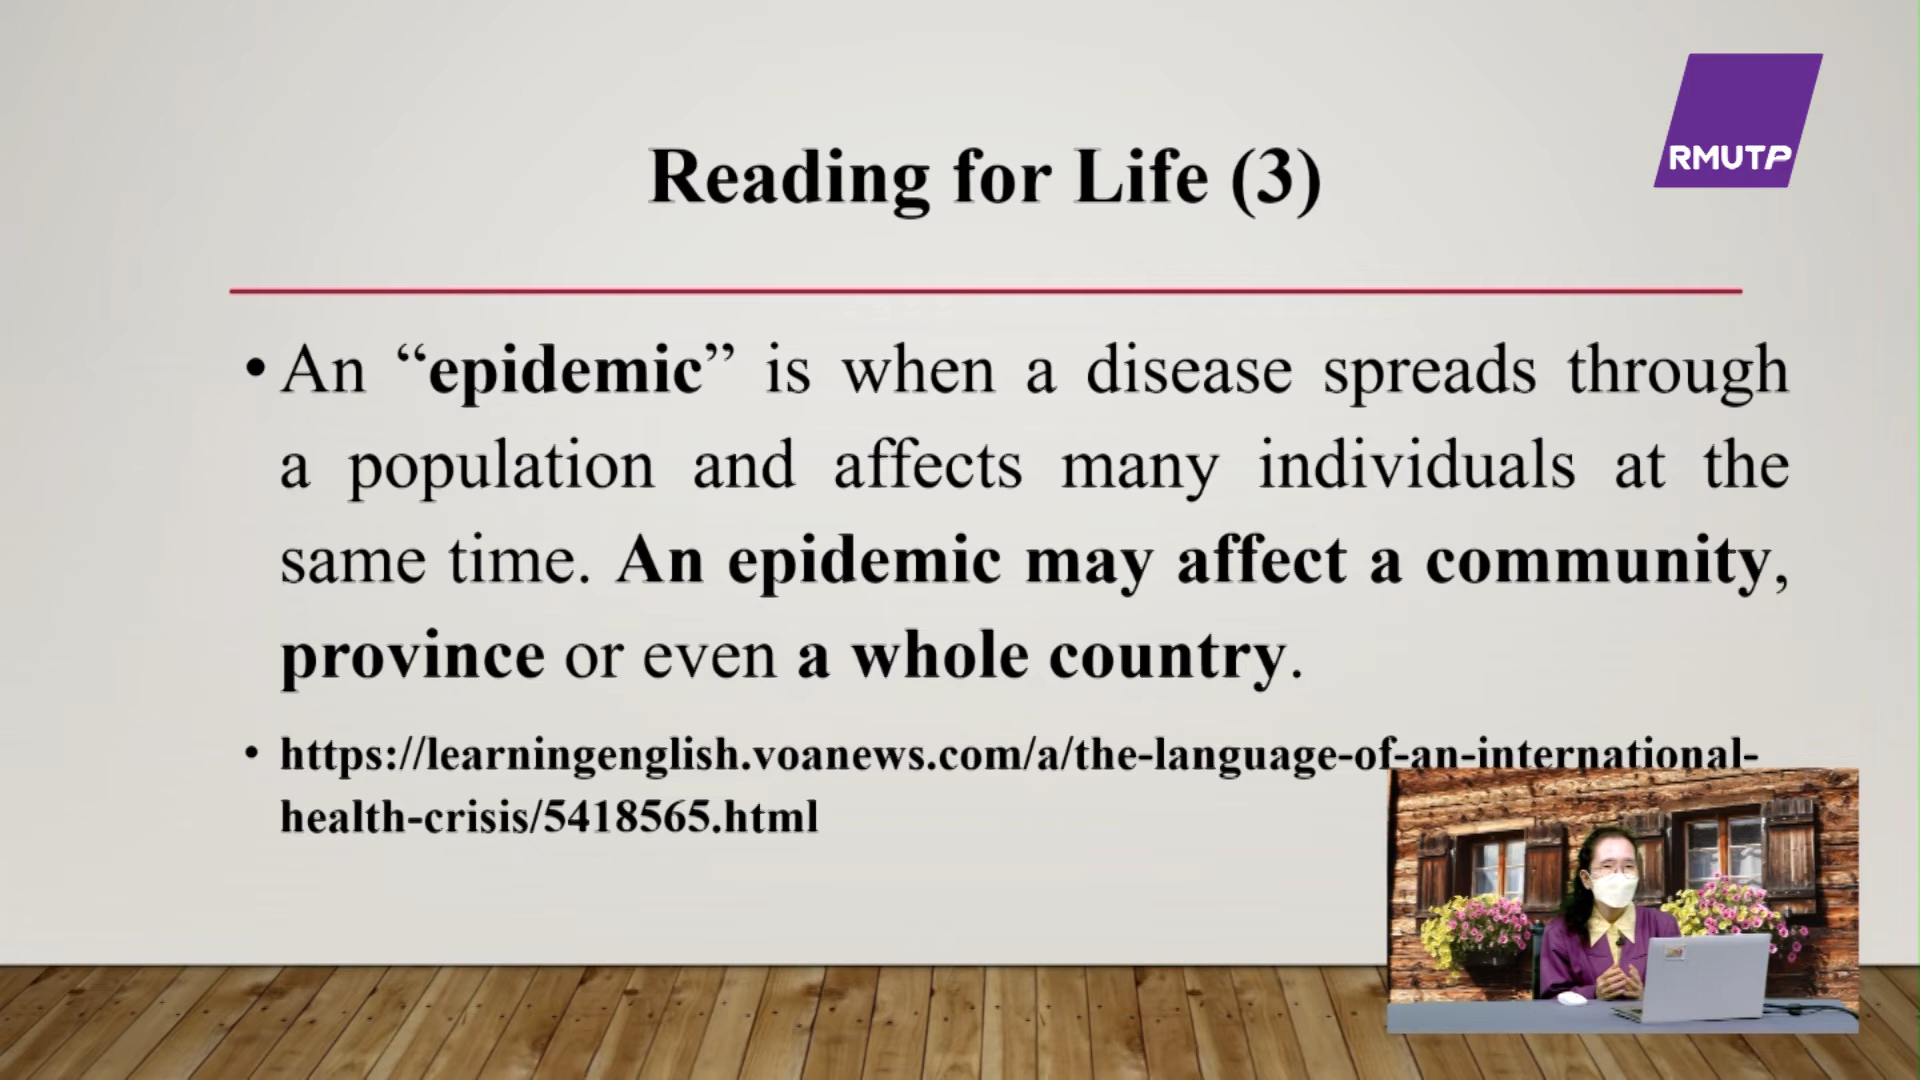 RMUTP
Reading for Life (3)
• An “epidemic” is when a disease spreads through
a population and affects many individuals at the
same time. An epidemic may affect a community,
province or even a whole country.
• https://learningenglish.voanews.com/a/the-language-of-an-international-
health-crisis/5418565.html